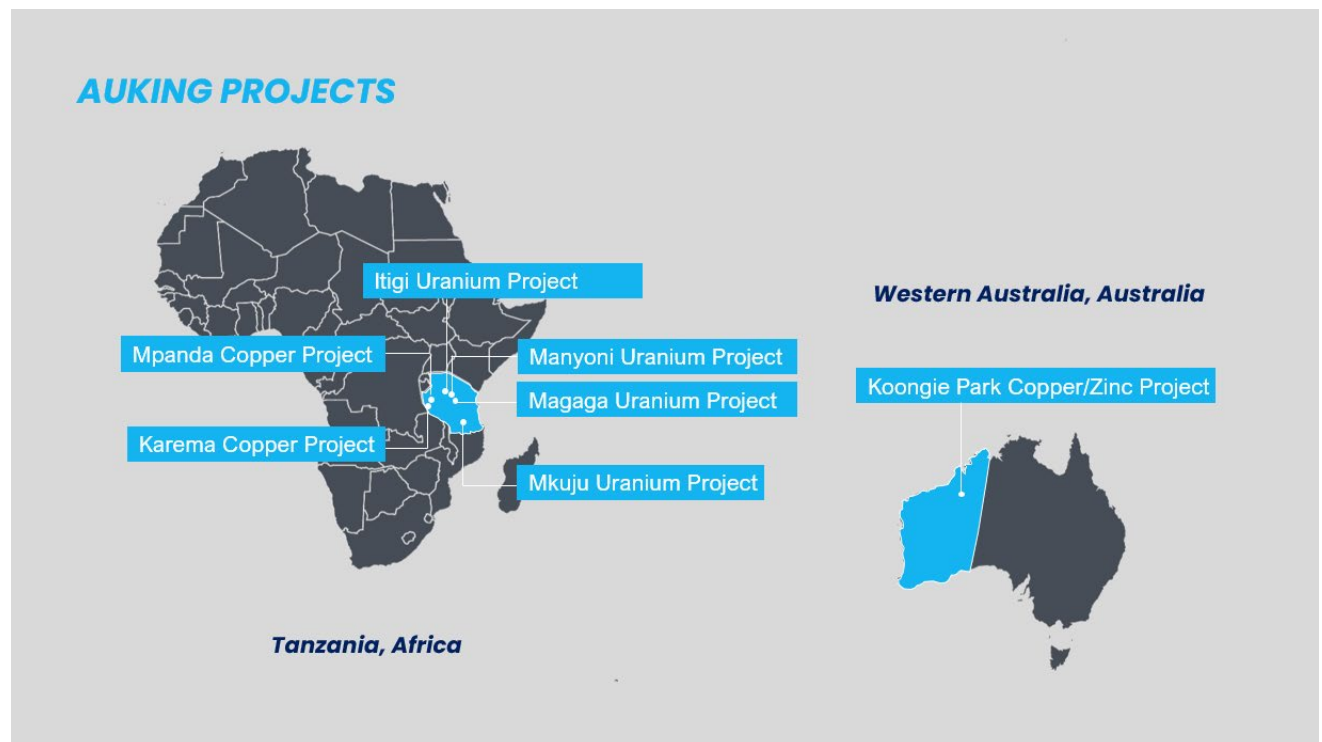 AUKING PROJECTS
Itigi Uranium Project
Mpanda Copper Project
Manyoni Uranium Project
Magaga Uranium Project
Karema Copper Project
Mkuju Uranium Project
Tanzania, Africa
Western Australia, Australia
Koongie Park Copper/Zinc Project